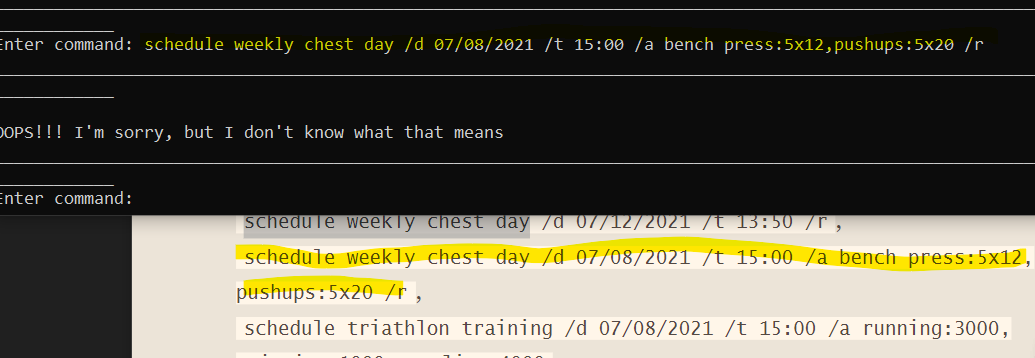 Enter command: schedule weekly chest day /d 07/08/2021 /t 15:00 /a bench press:5x12,pushups:5x20 /r
OOPS!!! I'm sorry, but I don't know what that means
Enter command:
schedule weekly chest day /d 07/12/2021 /t 13:50 /r ,
schedule weekly chest day /d 07/08/2021 /t 15:00 /a bench press:5x12,
pushups:5x20 /r ,
schedule triathlon training /d 07/08/2021 /t 15:00 /a running:3000,